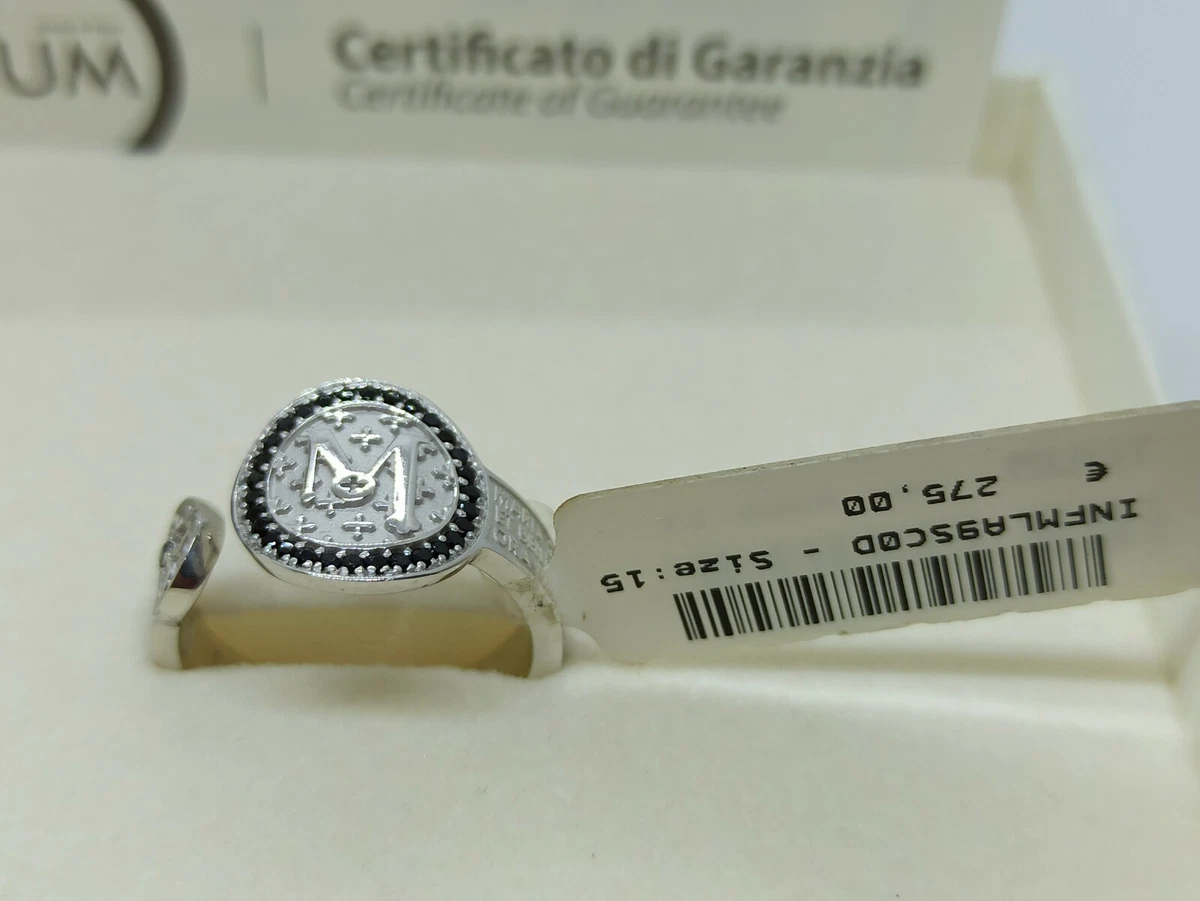 UM
Certificato di Garanzia
Certificate of Guarantee
M
INFMLA9SC0D - Size:15
275,00 €